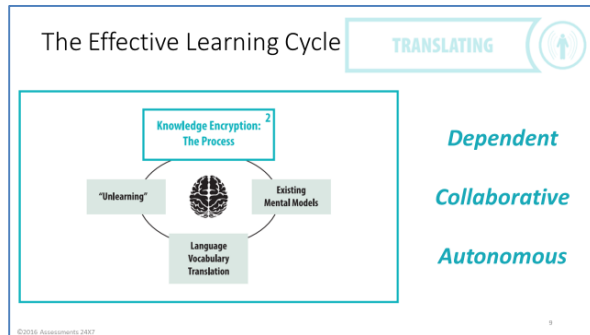 The Effective Learning Cycle
TRANSLATING
Knowledge Encryption: 2
The Process
"Unlearning"
Existing
Mental Models
Language
Vocabulary
Translation
Dependent
Collaborative
Autonomous
©2016 Assessments 24X7
9